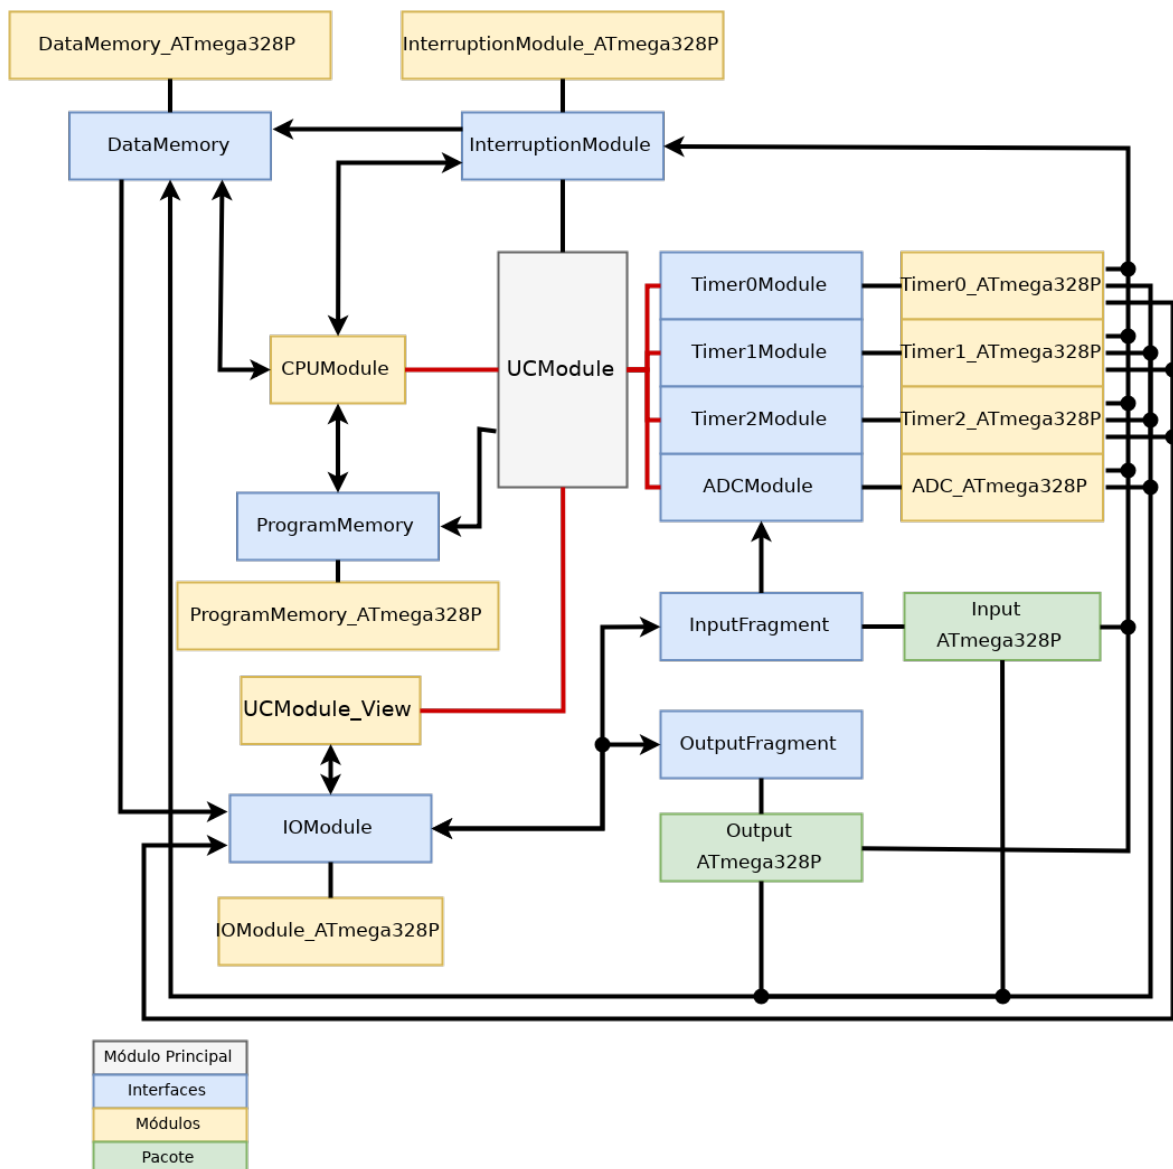 DataMemory_ATmega328P
InterruptionModule_ATmega328P
DataMemory
InterruptionModule
Timer0Module
Timer0_ATmega328P
Timer1Module
Timer1_ATmega328P
CPUModule
UCModule
Timer2Module
Timer2_ATmega328P
ADCModule
ADC_ATmega328P
ProgramMemory
ProgramMemory_ATmega328P
InputFragment
Input
ATmega328P
UCModule_View
OutputFragment
IOModule
Output
ATmega328P
IOModule_ATmega328P
Módulo Principal
Interfaces
Módulos
Pacote